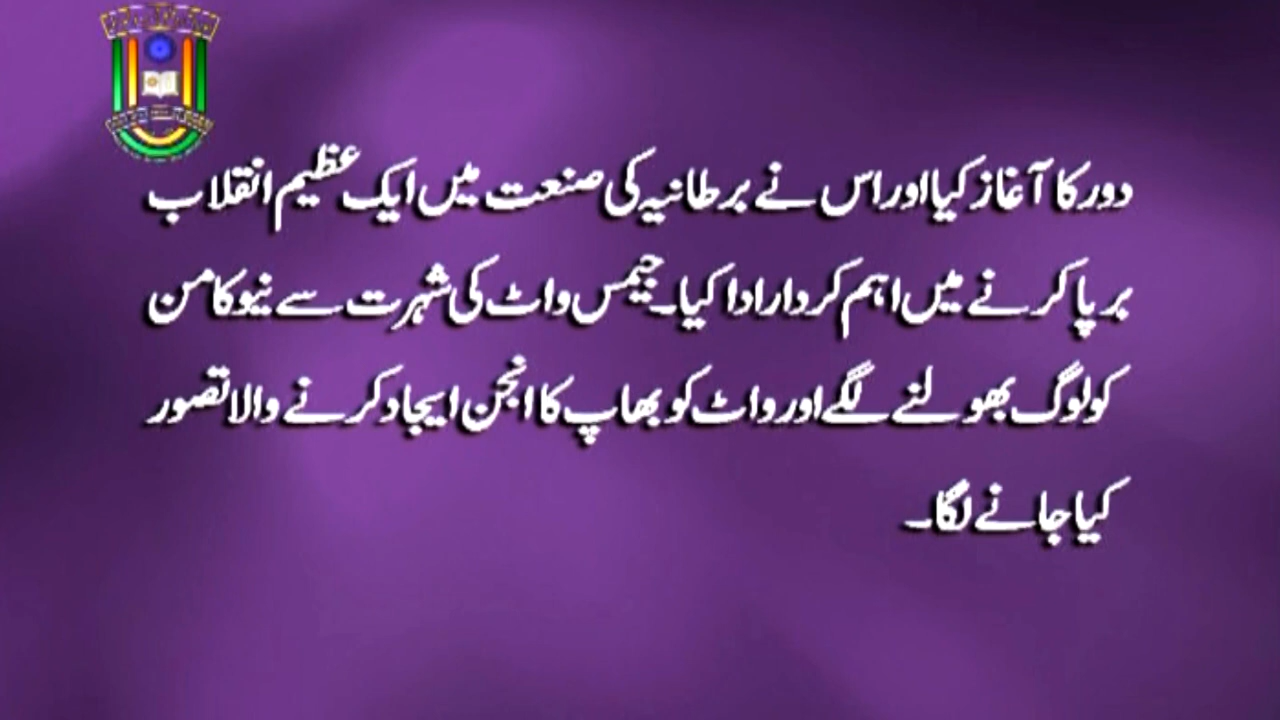 دور کا آغاز کیا اور اس نے برطانیہ کی صنعت میں ایک عظیم انقلاب
برپا کرنے میں اہم کردار ادا کیا۔ جیمس واٹ کی شہرت سے نیوکامن
کو لوگ بھولنے لگے اور واٹ کو بھاپ کا انجن ایجاد کرنے والا تصور
کیا جانے لگا۔